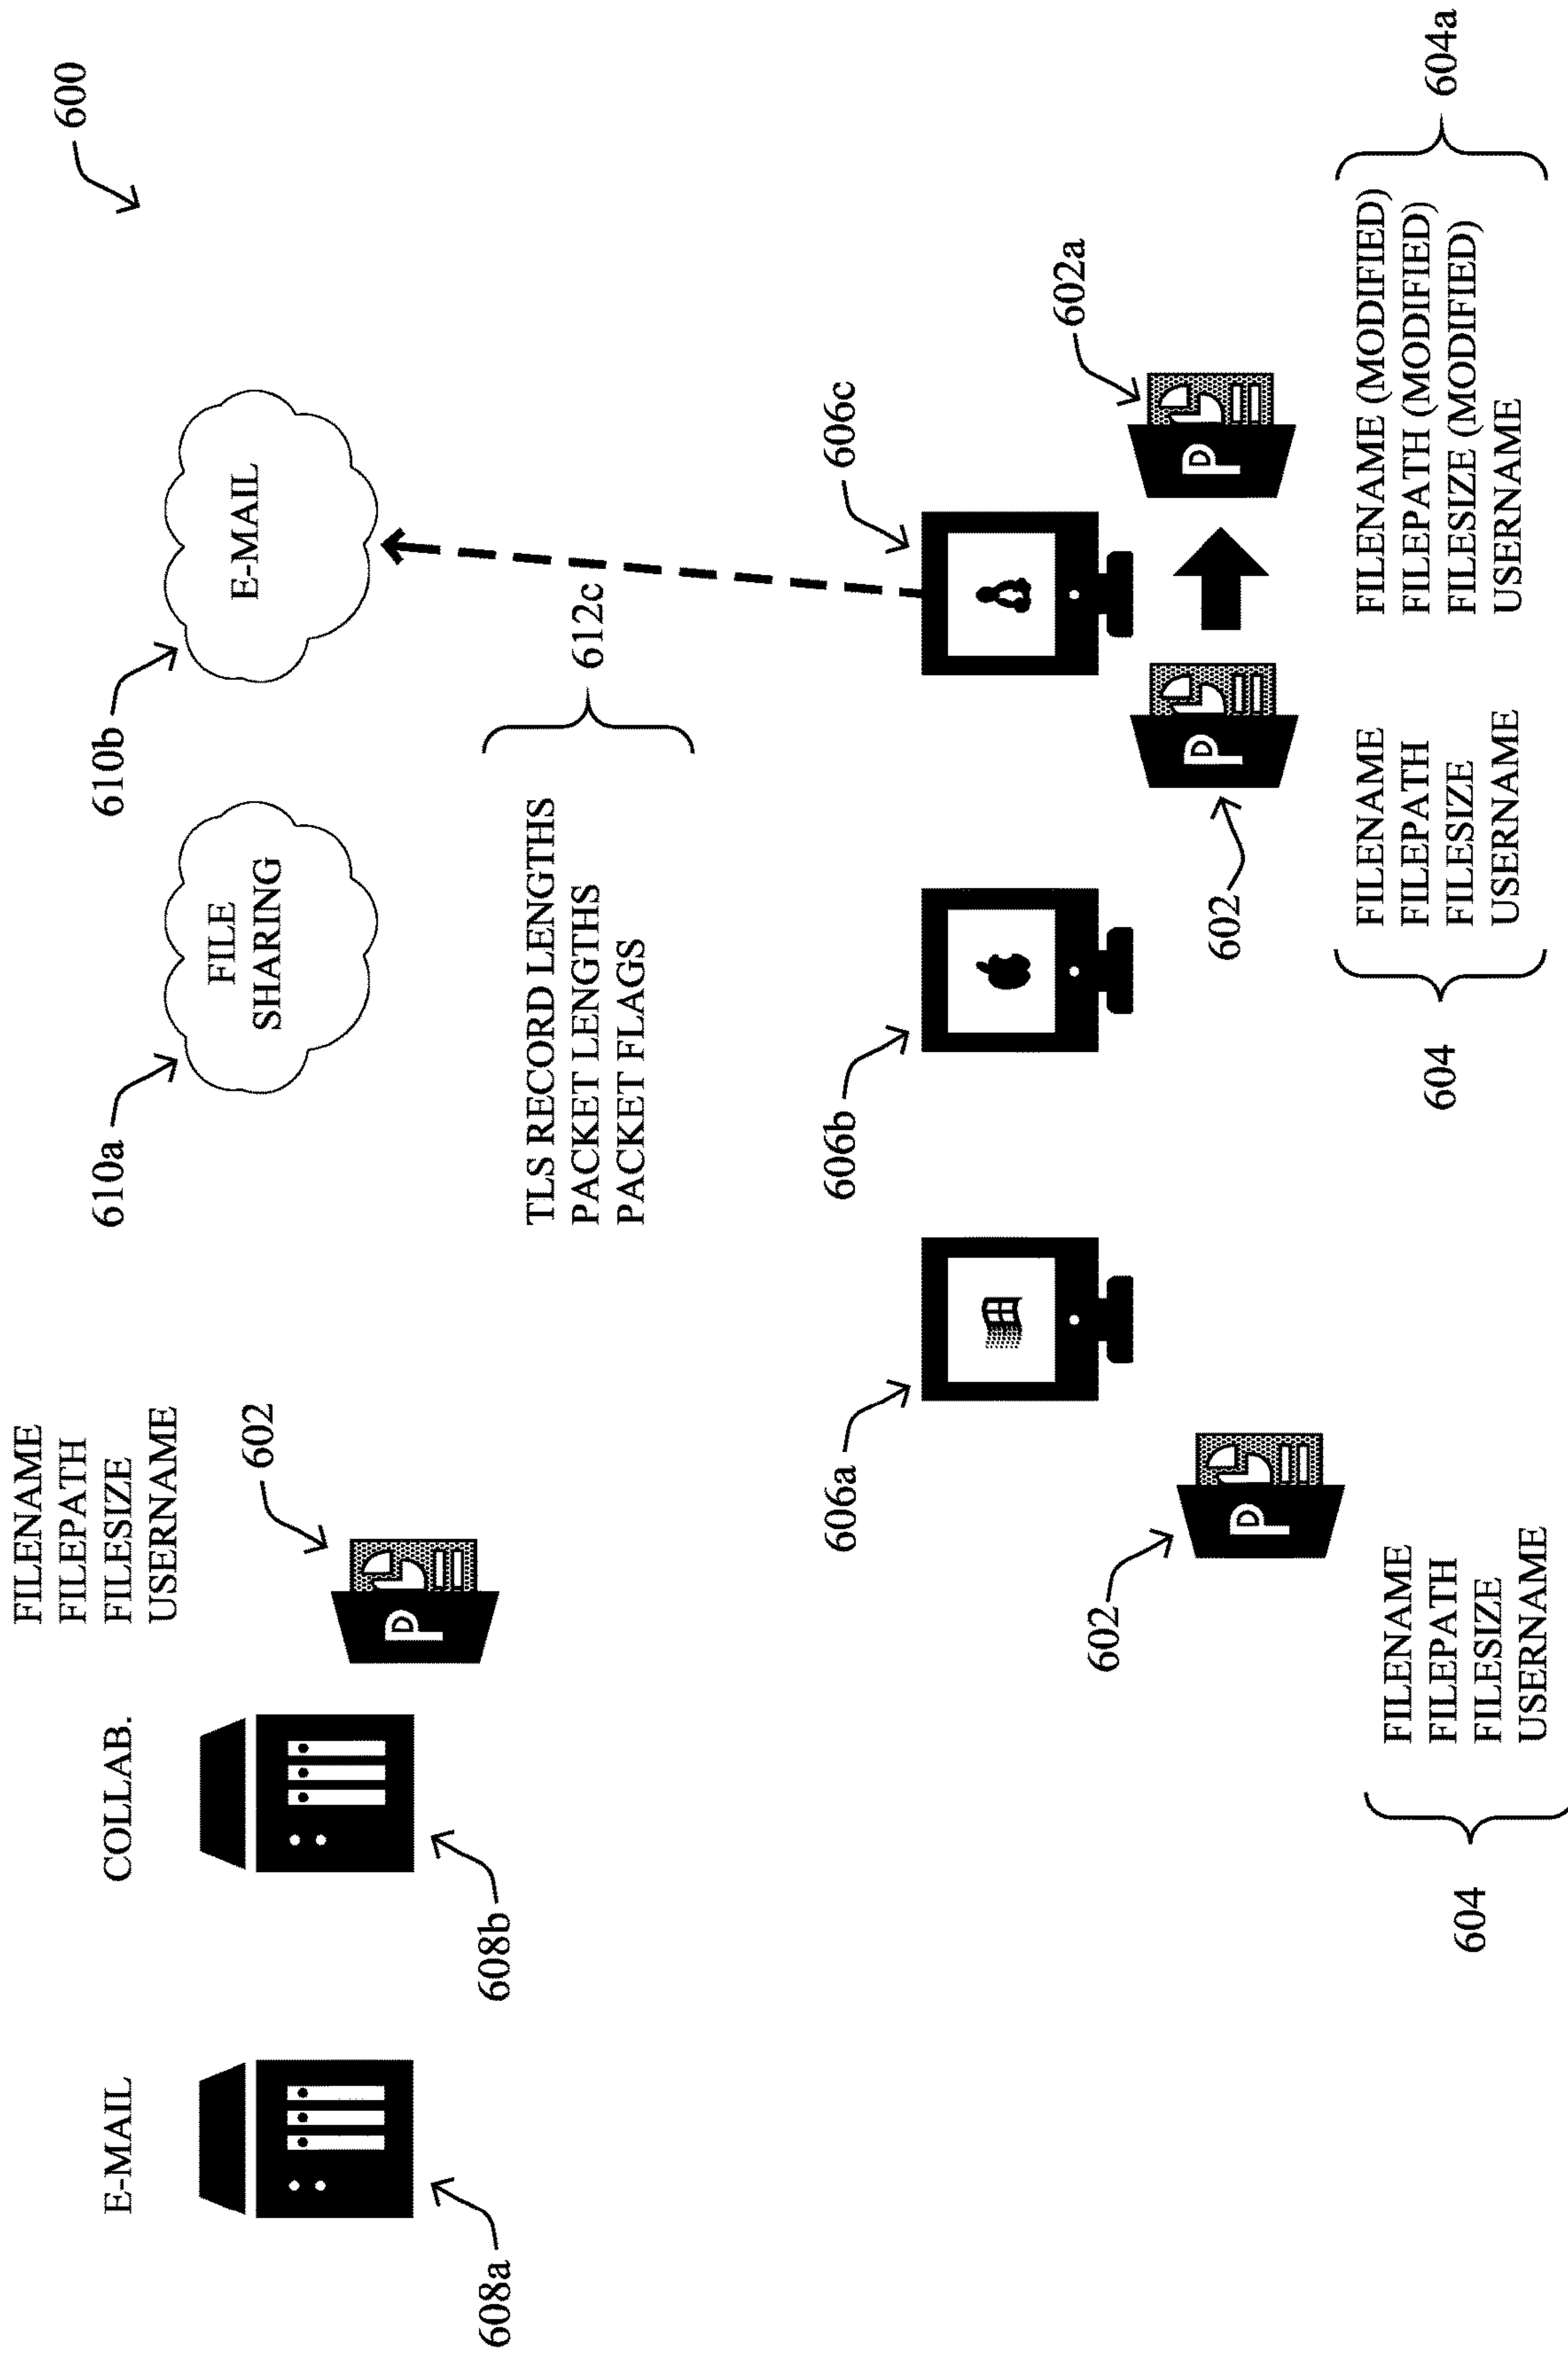 600
E-MAIL
COLLAB.
FILENAME
FILEPATH
FILESIZE
USERNAME
602
P
608a
608b
610a
FILE
SHARING
610b
E-MAIL
TLS RECORD LENGTHS
PACKET LENGTHS
PACKET FLAGS
612c
606a
606b
606c
602
P
602
P
602a
P
604
FILENAME
FILEPATH
FILESIZE
USERNAME
604
FILENAME
FILEPATH
FILESIZE
USERNAME
FILENAME (MODIFIED)
FILEPATH (MODIFIED)
FILESIZE (MODIFIED)
USERNAME
604a